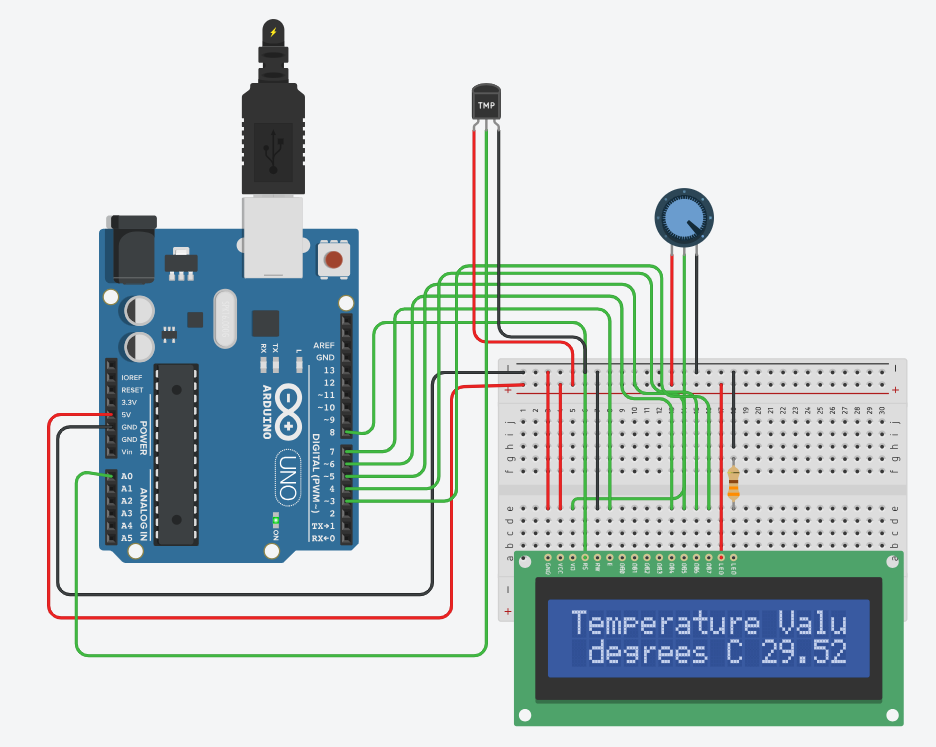 TMP
AREF
GND
13
12
~11
~10
~9
8
7
~6
~5
4
~3
2
TX→1
RX←0
DIGITAL (PWM~)
IOREF
RESET
3.3V
5V
GND
GND
Vin
POWER
A0
A1
A2
A3
A4
A5
ANALOG IN
RX
TX
L
ARDUINO
UNO
ON
1 2 3 4 5 6 7 8 9 10 11 12 13 14 15 16 17 18 19 20 21 22 23 24 25 26 27 28 29 30
j
i
h
g
f
e
d
c
b
a
GND VCC V0 RS RW E DB0 DB1 DB2 DB3 DB4 DB5 DB6 DB7 LED LED
Temperature Valu
degrees C 29.52